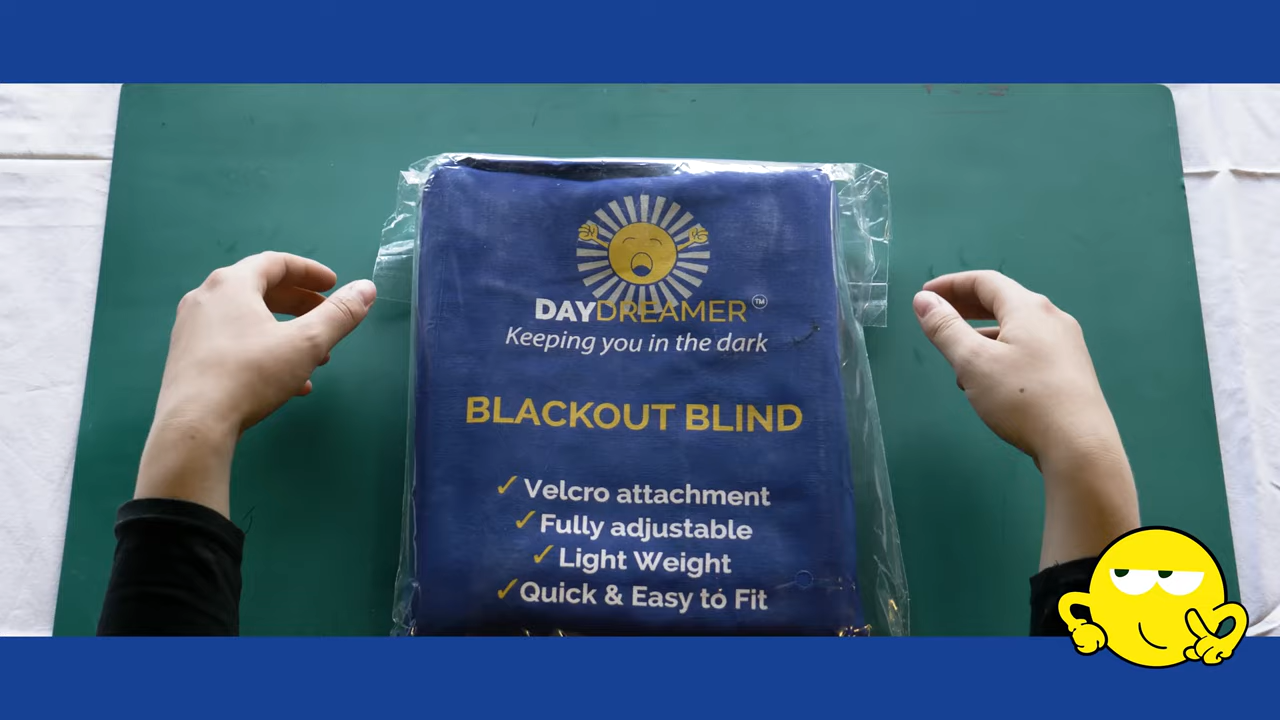 DAYDREAMER™
Keeping you in the dark
BLACKOUT BLIND
✓ Velcro attachment
✓ Fully adjustable
✓ Light Weight
✓ Quick & Easy to Fit